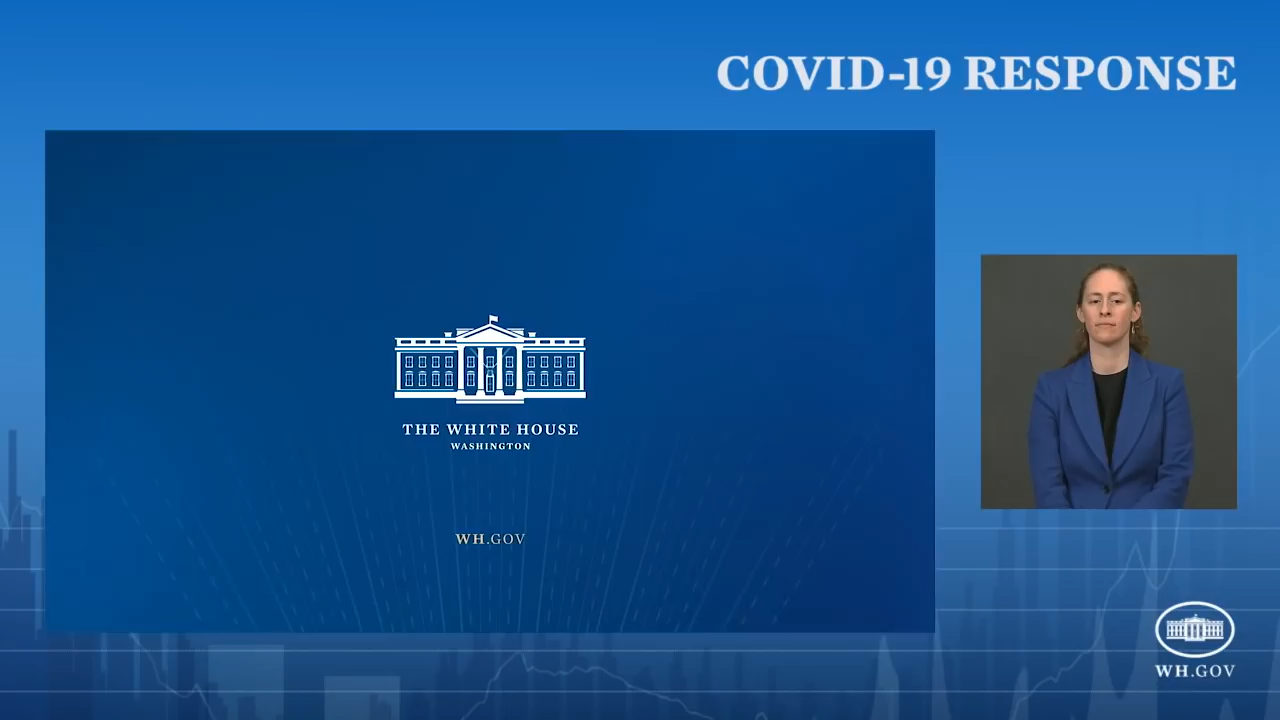 COVID-19 RESPONSE
THE WHITE HOUSE
WASHINGTON
WH.GOV
WH.GOV